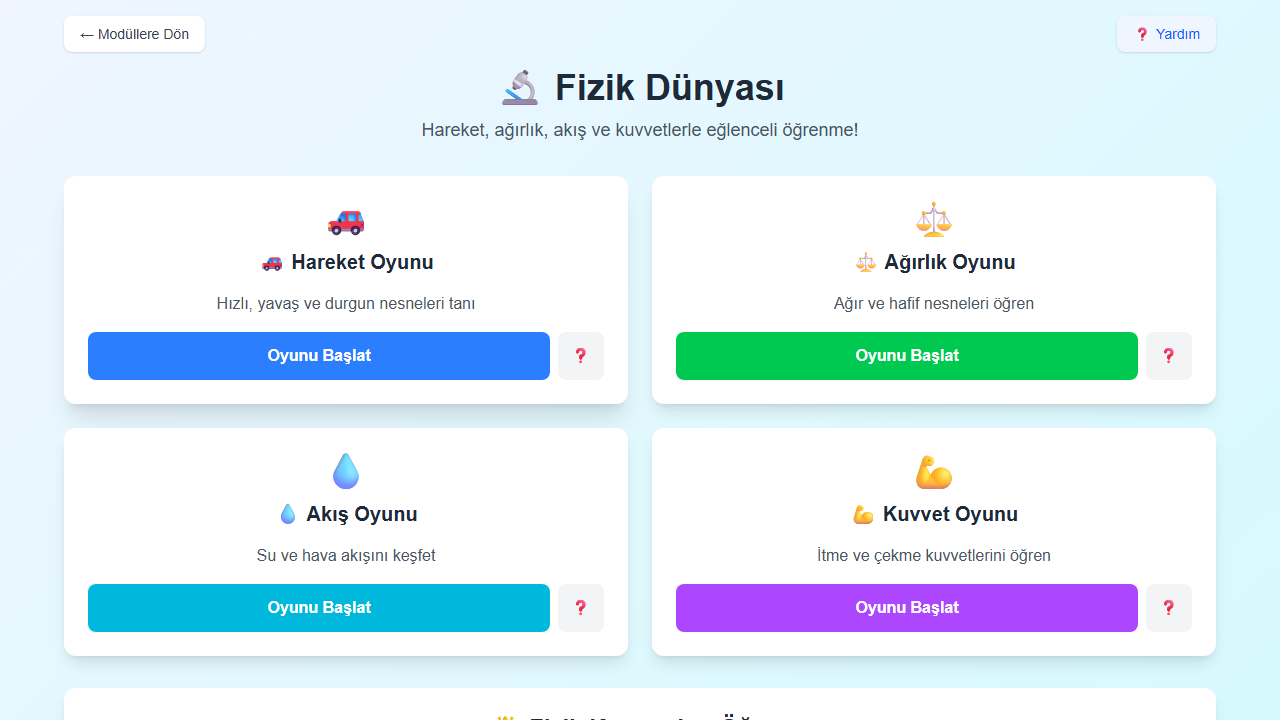 ← Modüllere Dön
❓ Yardım
🔬 Fizik Dünyası
Hareket, ağırlık, akış ve kuvvetlerle eğlenceli öğrenme!
🚗 Hareket Oyunu
Hızlı, yavaş ve durgun nesneleri tanı
Oyunu Başlat
❓
⚖️ Ağırlık Oyunu
Ağır ve hafif nesneleri öğren
Oyunu Başlat
❓
💧 Akış Oyunu
Su ve hava akışını keşfet
Oyunu Başlat
❓
💪 Kuvvet Oyunu
İtme ve çekme kuvvetlerini öğren
Oyunu Başlat
❓